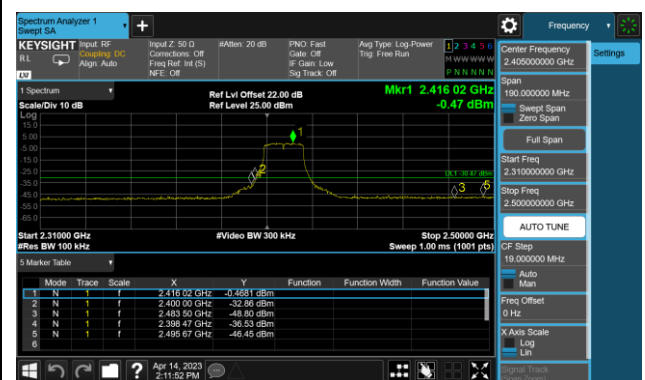 Spectrum Analyzer 1
Swept SA
Frequency
KEYSIGHT
RL
LXI
Input: RF
Coupling: DC
Align: Auto
Input Z: 50 Ω
Corrections: Off
Freq Ref: Int (S)
NFE: Off
#Atten: 20 dB
PNO: Fast
Gate: Off
IF Gain: Low
Sig Track: Off
Avg Type: Log-Power
Trig: Free Run
1 2 3 4 5 6
M W W W W W
P N N N N N
1 Spectrum
Scale/Div 10 dB
Ref Lvl Offset 22.00 dB
Ref Level 25.00 dBm
Mkr1 2.416 02 GHz
-0.47 dBm
Log
15.0
5.00
-5.00
-15.0
-25.0
-35.0
-45.0
-55.0
-65.0
1
2
3
5
DL1 -30.47 dBm
Start 2.31000 GHz
#Res BW 100 kHz
#Video BW 300 kHz
Stop 2.50000 GHz
Sweep 1.00 ms (1001 pts)
5 Marker Table
Mode Trace Scale X Y Function Function Width Function Value
1 N 1 f 2.416 02 GHz -0.4681 dBm
2 N 1 f 2.400 00 GHz -32.86 dBm
3 N 1 f 2.483 50 GHz -48.80 dBm
4 N 1 f 2.398 47 GHz -36.53 dBm
5 N 1 f 2.495 67 GHz -46.45 dBm
6
Apr 14, 2023
2:11:52 PM
Center Frequency
2.405000000 GHz
Settings
Span
190.000000 MHz
Swept Span
Zero Span
Full Span
Start Freq
2.310000000 GHz
Stop Freq
2.500000000 GHz
AUTO TUNE
CF Step
19.000000 MHz
Auto
Man
Freq Offset
0 Hz
X Axis Scale
Log
Lin
Signal Track
(Span Zoom)